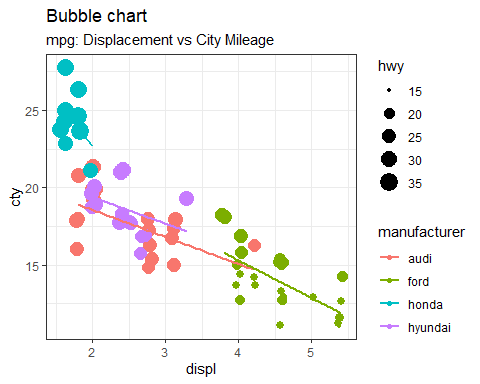 Bubble chart
mpg: Displacement vs City Mileage
cty
25
20
15
2
3
4
5
displ
hwy
15
20
25
30
35
manufacturer
audi
ford
honda
hyundai